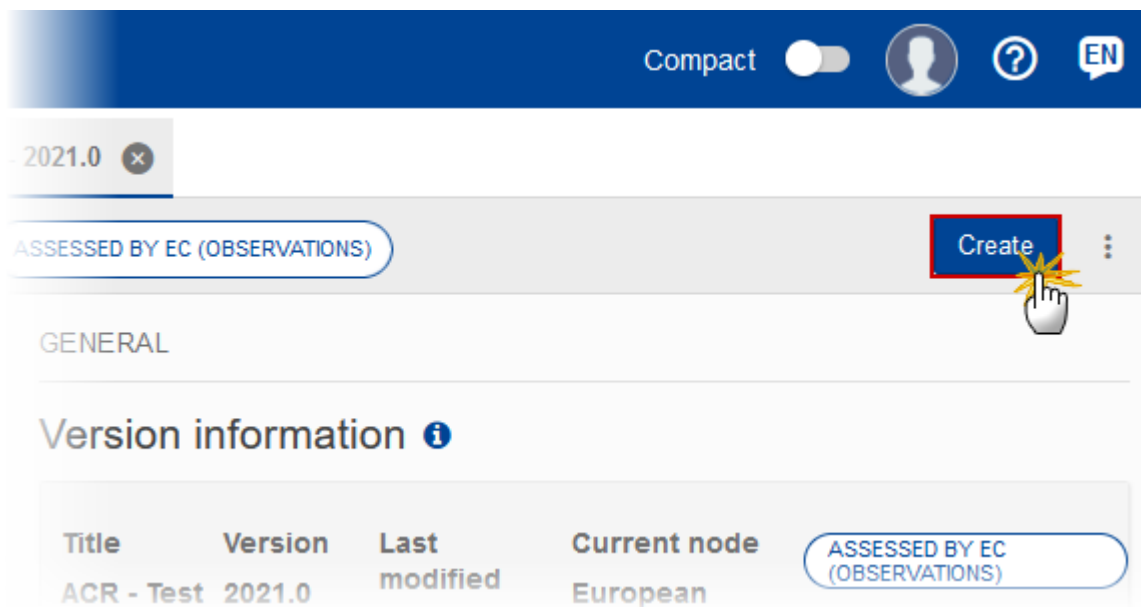 Compact
EN
- 2021.0
ASSESSED BY EC (OBSERVATIONS)
Create
GENERAL
Version information
Title Version Last modified Current node ASSESSED BY EC (OBSERVATIONS)
ACR - Test 2021.0 European